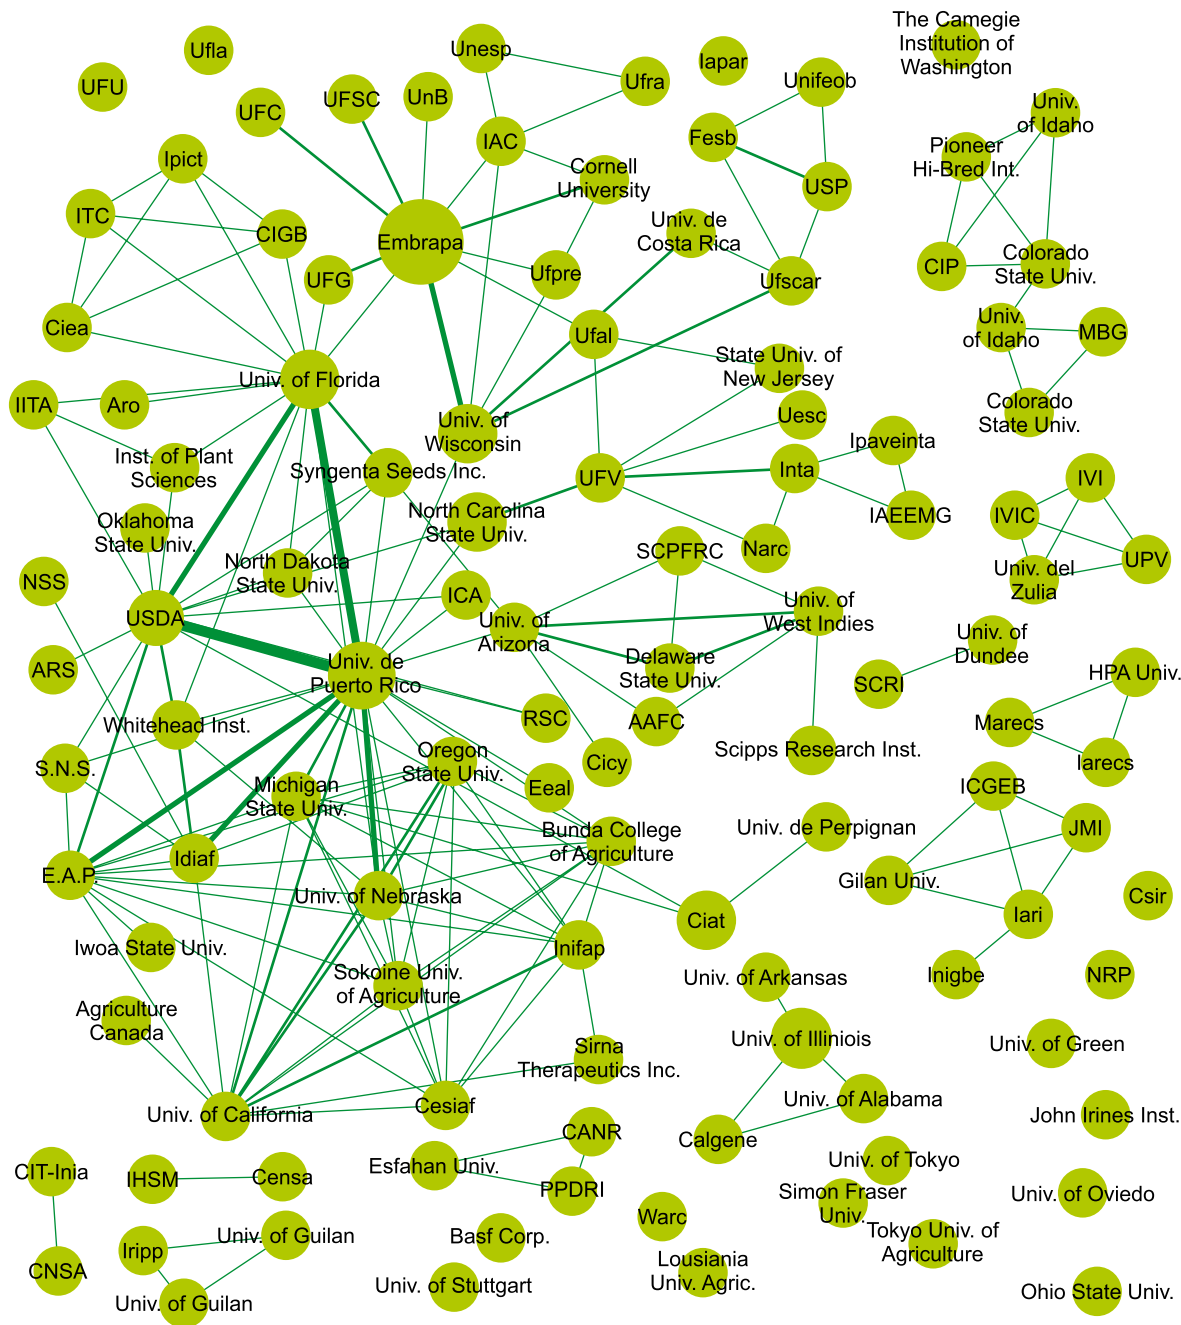 The Camegie
Institution of
Washington
Ufla
Unesp
Iapar
UFU
Ufra
Unifeob
UFC
UFSC
UnB
Univ.
of Idaho
IAC
Fesb
Pioneer
Hi-Bred Int.
Ipict
Cornell
University
USP
ITC
CIGB
Embrapa
Univ. de
Costa Rica
UFG
Ufpre
Ufscar
CIP
Colorado
State Univ.
Ciea
Ufal
Univ.
of Idaho
MBG
Univ. of Florida
State Univ. of
New Jersey
IITA
Aro
Univ. of
Wisconsin
Uesc
Colorado
State Univ.
Inst. of Plant
Sciences
Syngenta Seeds Inc.
UFV
Inta
Ipaveinta
IVI
Oklahoma
State Univ.
North Carolina
State Univ.
IAEEMG
IVIC
NSS
North Dakota
State Univ.
SCPFRC
Narc
Univ. del
Zulia
UPV
USDA
ICA
Univ. of
Arizona
Univ. of
West Indies
Univ. of
Dundee
ARS
Univ. de
Puerto Rico
Delaware
State Univ.
SCRI
HPA Univ.
Whitehead Inst.
RSC
AAFC
Scipps Research Inst.
Marecs
S.N.S.
Oregon
State Univ.
Cicy
Iarecs
Michigan
State Univ.
Eeal
ICGEB
Bunda College
of Agriculture
Univ. de Perpignan
JMI
E.A.P.
Idiaf
Univ. of Nebraska
Gilan Univ.
Csir
Ciat
Iari
Iwoa State Univ.
Inifap
Sokoine Univ.
of Agriculture
Univ. of Arkansas
Inigbe
NRP
Agriculture
Canada
Univ. of Illiniois
Univ. of Green
Sirna
Therapeutics Inc.
Univ. of California
Cesiaf
Univ. of Alabama
John Irines Inst.
CANR
Calgene
CIT-Inia
IHSM
Censa
Esfahan Univ.
PPDRI
Univ. of Tokyo
Simon Fraser
Univ.
Univ. of Oviedo
Iripp
Univ. of Guilan
Basf Corp.
Warc
Tokyo Univ. of
Agriculture
CNSA
Univ. of Guilan
Univ. of Stuttgart
Lousiania
Univ. Agric.
Ohio State Univ.